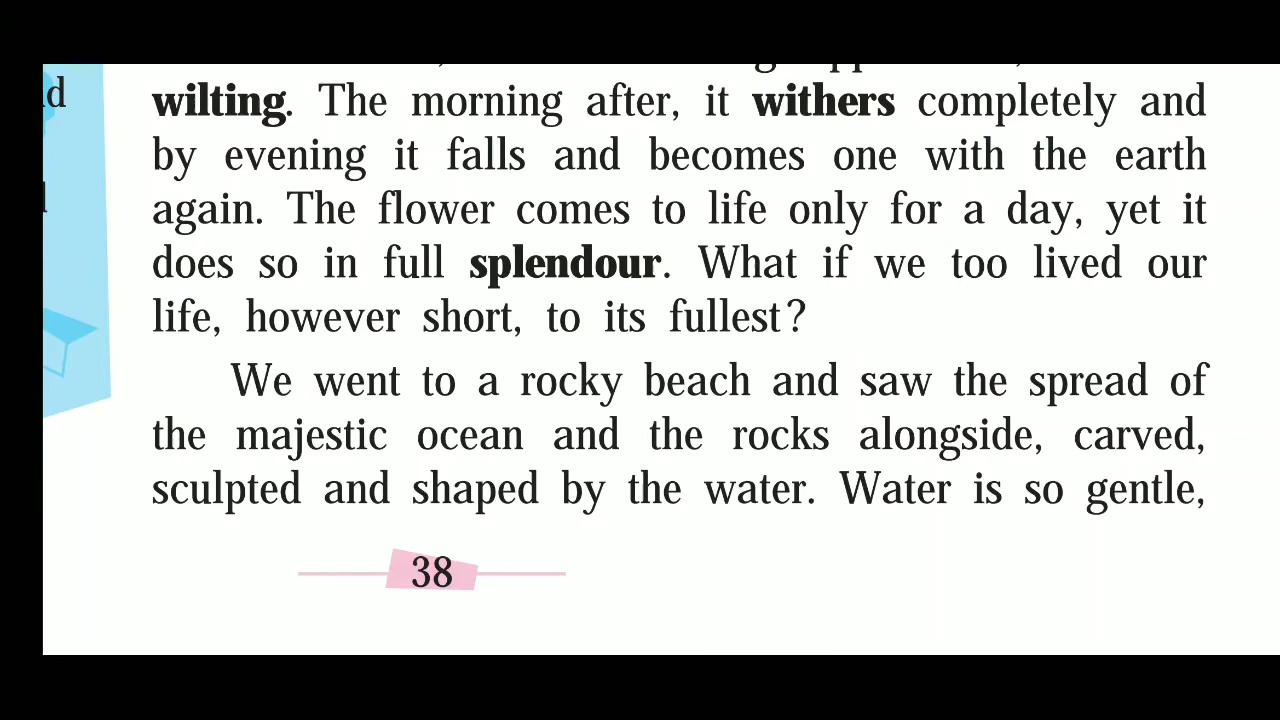 wilting. The morning after, it withers completely and
by evening it falls and becomes one with the earth
again. The flower comes to life only for a day, yet it
does so in full splendour. What if we too lived our
life, however short, to its fullest?
We went to a rocky beach and saw the spread of
the majestic ocean and the rocks alongside, carved,
sculpted and shaped by the water. Water is so gentle,
38